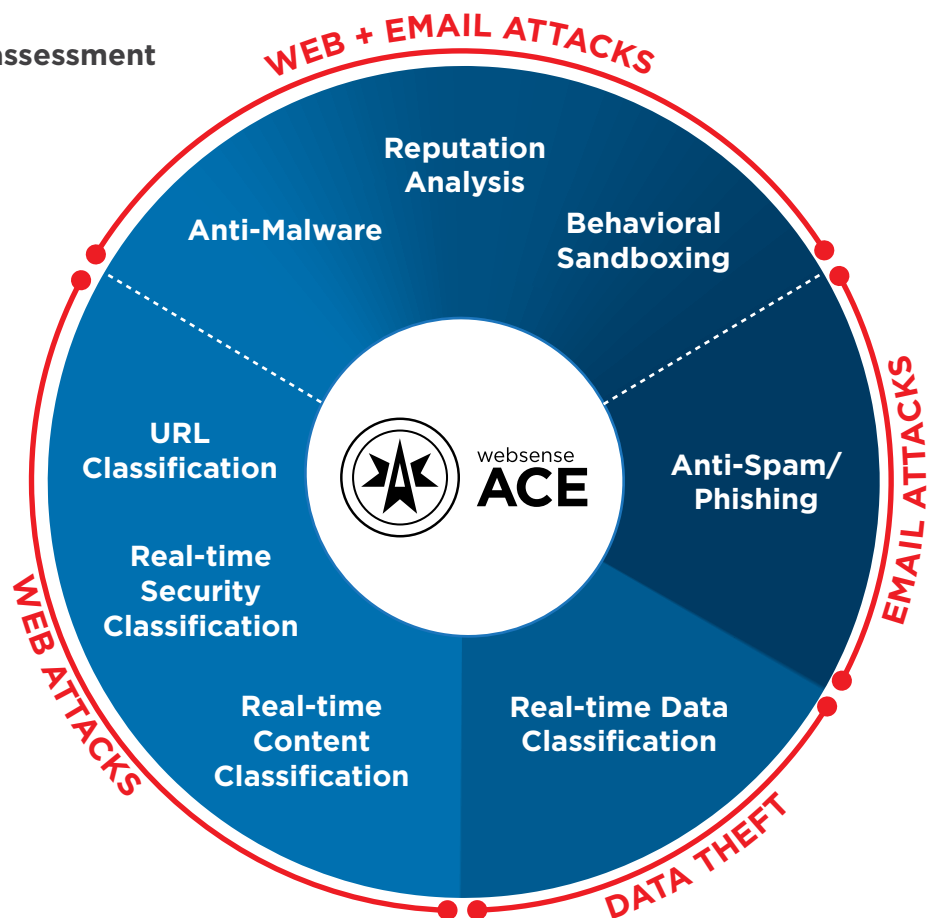 assessment
WEB + EMAIL ATTACKS
Reputation
Analysis
Anti-Malware
Behavioral
Sandboxing
URL
Classification
websense
ACE
Anti-Spam/
Phishing
EMAIL ATTACKS
Real-time
Security
Classification
WEB ATTACKS
Real-time
Content
Classification
Real-time Data
Classification
DATA THEFT